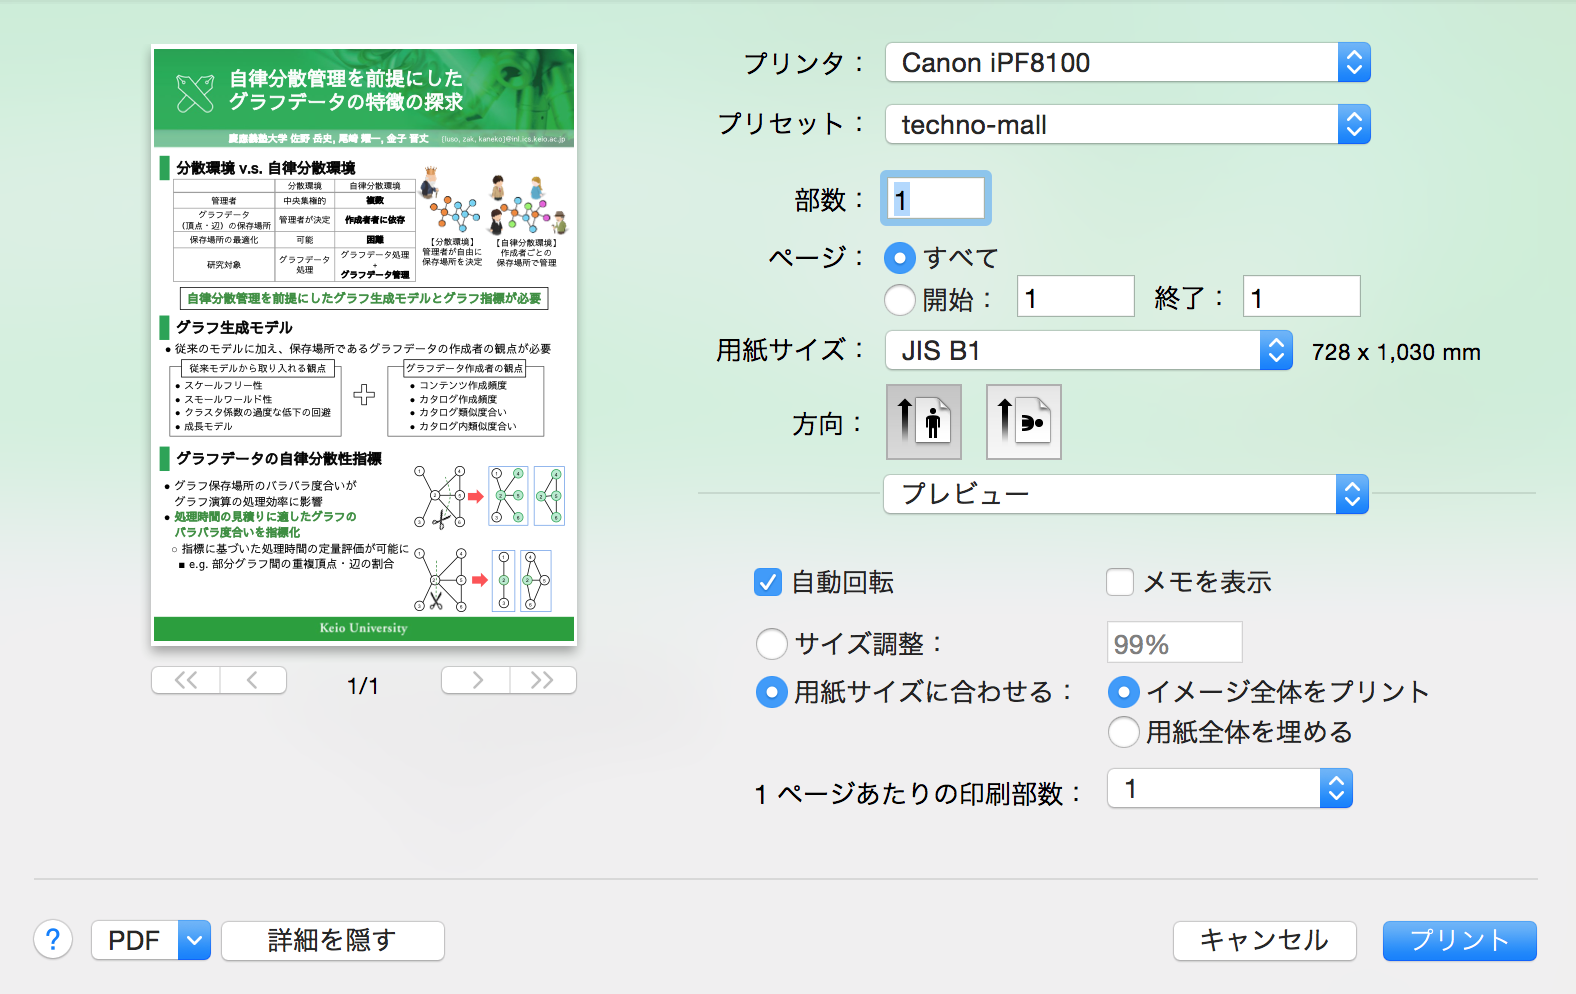 自律分散管理を前提にした
グラフデータの特徴の探求
慶應義塾大学 佐野 岳史, 尾崎 耀一, 金子 晋丈 {luso, zak, kaneko}@inl.ics.keio.ac.jp
分散環境 v.s. 自律分散環境
分散環境 自律分散環境
管理者 中央集権的 複数
グラフデータ
(頂点・辺)の保存場所 管理者が決定 作成者者に依存
保存場所の最適化 可能 困難
研究対象 グラフデータ
処理 グラフデータ処理
+
グラフデータ管理
【分散環境】
管理者が自由に
保存場所を決定
【自律分散環境】
作成者ごとの
保存場所で管理
自律分散管理を前提にしたグラフ生成モデルとグラフ指標が必要
グラフ生成モデル
• 従来のモデルに加え、保存場所であるグラフデータの作成者の観点が必要
従来モデルから取り入れる観点
• スケールフリー性
• スモールワールド性
• クラスタ係数の過度な低下の回避
• 成長モデル
グラフデータ作成者の観点
• コンテンツ作成頻度
• カタログ作成頻度
• カタログ類似度合い
• カタログ内類似度合い
グラフデータの自律分散性指標
• グラフ保存場所のバラバラ度合いが
グラフ演算の処理効率に影響
• 処理時間の見積りに適したグラフの
バラバラ度合いを指標化
○ 指標に基づいた処理時間の定量評価が可能に
■ e.g. 部分グラフ間の重複頂点・辺の割合
Keio University
1/1
プリンタ： Canon iPF8100
プリセット： techno-mall
部数： 1
ページ： すべて
開始： 1 終了： 1
用紙サイズ： JIS B1 728 x 1,030 mm
方向：
プレビュー
自動回転 メモを表示
サイズ調整： 99%
用紙サイズに合わせる： イメージ全体をプリント
用紙全体を埋める
1 ページあたりの印刷部数： 1
? PDF 詳細を隠す キャンセル プリント